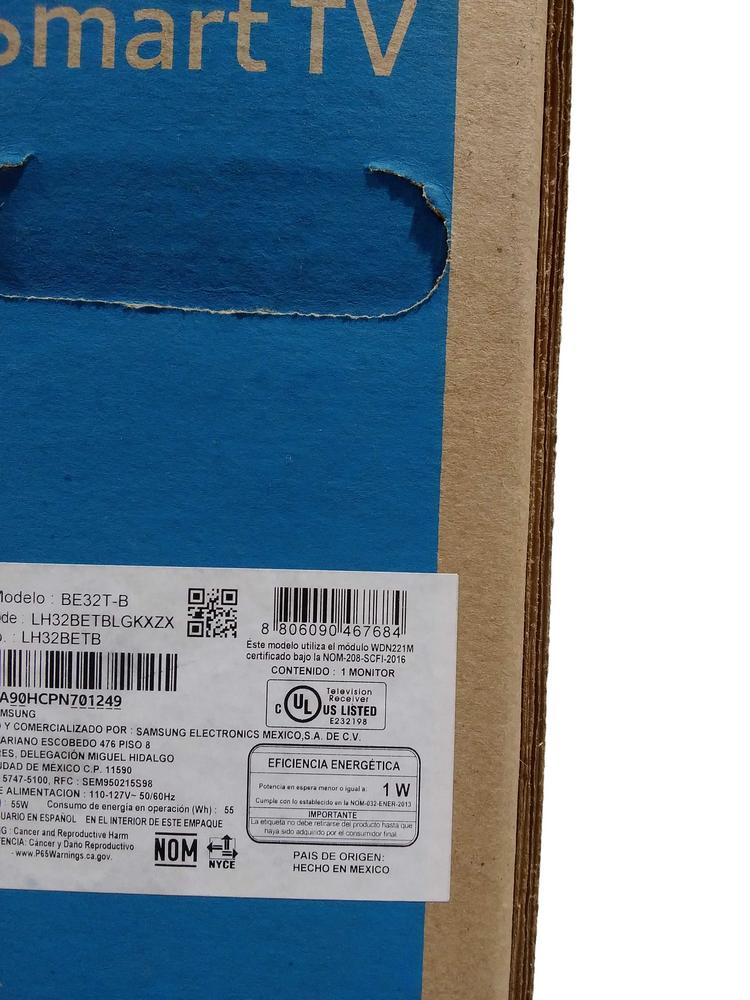 Smart TV
Modelo : BE32T-B
de : LH32BETBLGKXZX
. : LH32BETB
8 806090 467684
Este modelo utiliza el módulo WDN221M
certificado bajo la NOM-208-SCFI-2016
CONTENIDO : 1 MONITOR
A90HCPN701249
MSUNG
Y COMERCIALIZADO POR : SAMSUNG ELECTRONICS MEXICO,S.A. DE C.V.
ARIANO ESCOBEDO 476 PISO 8
RES, DELEGACIÓN MIGUEL HIDALGO
UDAD DE MÉXICO C.P. 11590
5747-5100, RFC : SEM950215S98
E ALIMENTACION : 110-127V~ 50/60Hz
: 55W Consumo de energía en operación (Wh) : 55
UARIO EN ESPAÑOL EN EL INTERIOR DE ESTE EMPAQUE
NG : Cancer and Reproductive Harm
TENCIA: Cáncer y Daño Reproductivo
- www.P65Warnings.ca.gov.
C UL US LISTED
Television
Receiver
E232198
EFICIENCIA ENERGÉTICA
Potencia en espera menor o igual a : 1 W
Cumple con lo establecido en la NOM-032-ENER-2013
IMPORTANTE
La etiqueta no debe retirarse del producto hasta que
haya sido adquirido por el consumidor final.
NOM
NYCE
PAIS DE ORIGEN:
HECHO EN MEXICO